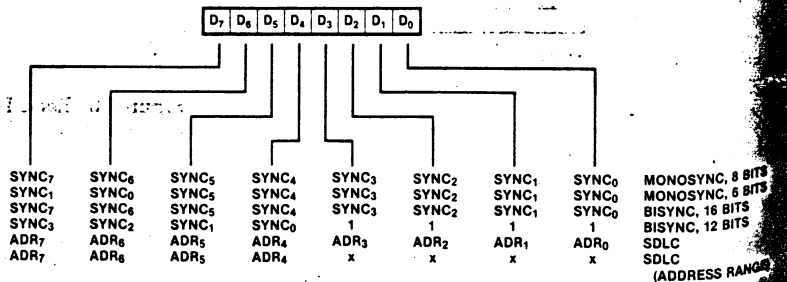 D₇ D₆ D₅ D₄ D₃ D₂ D₁ D₀
SYNC₇ SYNC₆ SYNC₅ SYNC₄ SYNC₃ SYNC₂ SYNC₁ SYNC₀ MONOSYNC, 8 BITS
SYNC₁ SYNC₀ SYNC₅ SYNC₄ SYNC₃ SYNC₂ SYNC₁ SYNC₀ MONOSYNC, 6 BITS
SYNC₇ SYNC₆ SYNC₅ SYNC₄ SYNC₃ SYNC₂ SYNC₁ SYNC₀ BISYNC, 16 BITS
SYNC₃ SYNC₂ SYNC₁ SYNC₀ 1 1 1 1 BISYNC, 12 BITS
ADR₇ ADR₆ ADR₅ ADR₄ ADR₃ ADR₂ ADR₁ ADR₀ SDLC
ADR₇ ADR₆ ADR₅ ADR₄ x x x x SDLC
(ADDRESS RANGE)